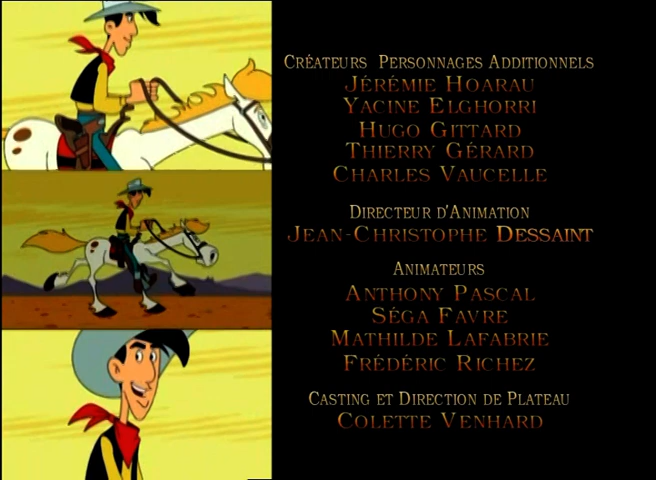 Créateurs Personnages Additionnels
Jérémie Hoarau
Yacine Elghorri
Hugo Gittard
Thierry Gérard
Charles Vaucelle
Directeur d'Animation
Jean-Christophe Dessaint
Animateurs
Anthony Pascal
Séga Favre
Mathilde Lafabrie
Frédéric Richez
Casting et Direction de Plateau
Colette Venhard